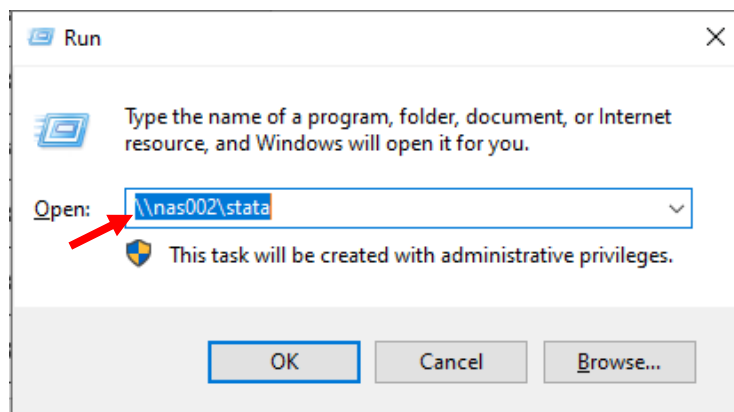 Run
Type the name of a program, folder, document, or Internet
resource, and Windows will open it for you.
Open: \\nas002\stata
This task will be created with administrative privileges.
OK Cancel Browse...